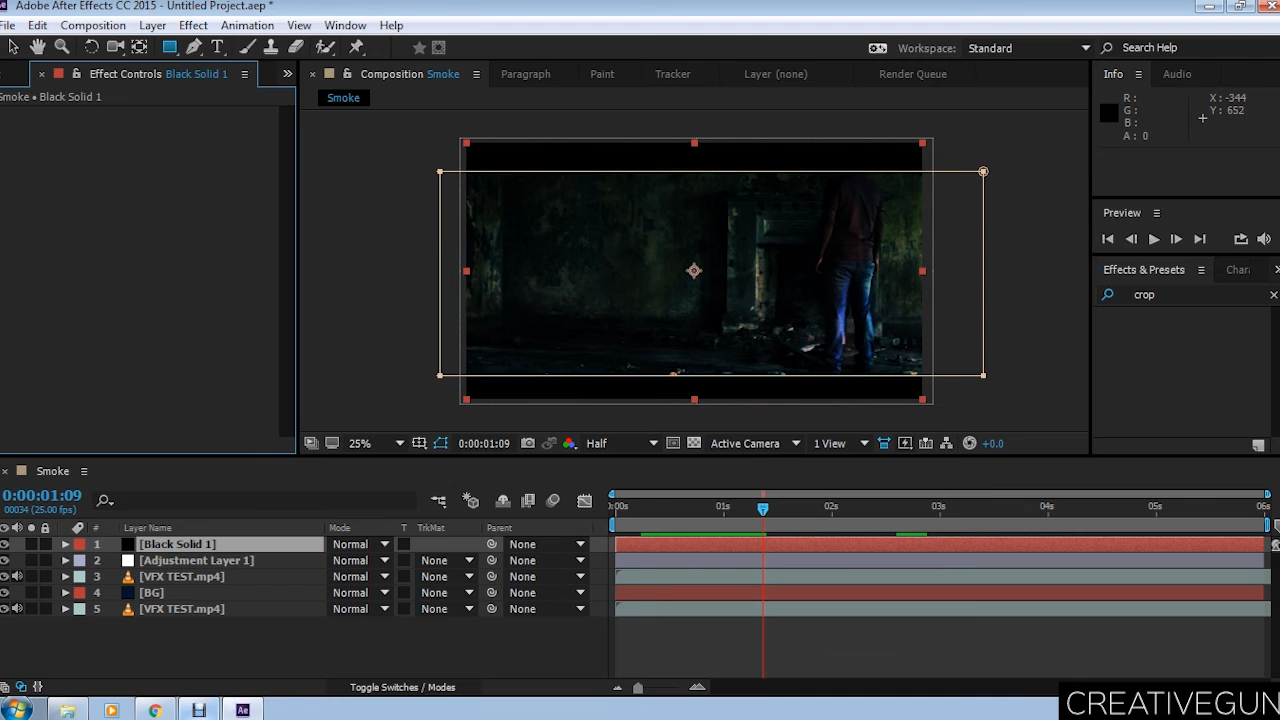 Adobe After Effects CC 2015 - Untitled Project.aep *
File Edit Composition Layer Effect Animation View Window Help
Workspace: Standard Search Help
Effect Controls Black Solid 1
Composition Smoke Paragraph Paint Tracker Layer (none) Render Queue
Info Audio
Smoke • Black Solid 1
Smoke
R: X: -344
G: Y: 652
B:
A: 0
Preview
Effects & Presets Chara
crop
25% 0:00:01:09 Half Active Camera 1 View +0.0
Smoke
0:00:01:09
00034 (25.00 fps)
:00s 01s 02s 03s 04s 05s 06s
# Layer Name Mode T TrkMat Parent
1 [Black Solid 1] Normal None
2 [Adjustment Layer 1] Normal None None
3 [VFX TEST.mp4] Normal None None
4 [BG] Normal None None
5 [VFX TEST.mp4] Normal None None
Toggle Switches / Modes
Ae
CREATIVEGUN